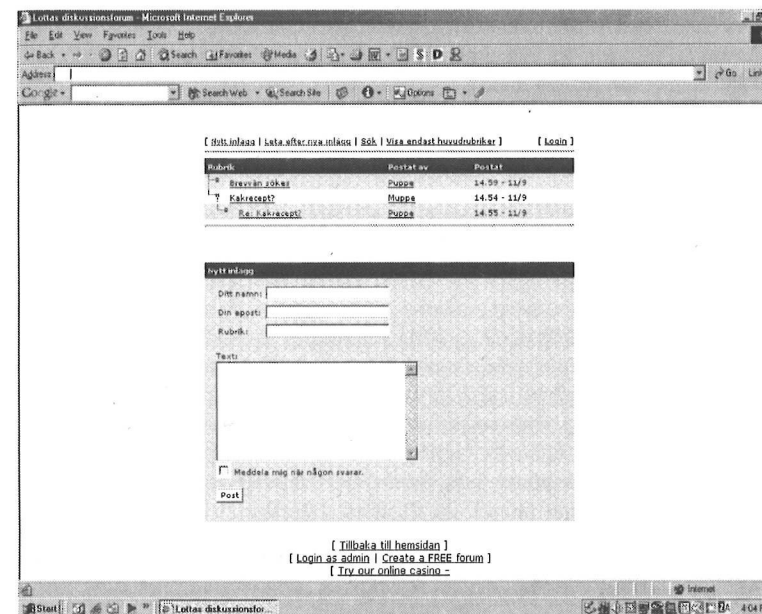 Lottas diskussionsforum - Microsoft Internet Explorer
File Edit View Favorites Tools Help
Back Search Favorites Media
Address Go Link
Google Search Web Search Site Options
[ Nytt inlägg | Leta efter nya inlägg | Sök | Visa endast huvudrubriker ] [ Login ]
Rubrik Postat av Postat
Brevvän sökes Puppe 14.59 - 11/9
? Kakrecept? Muppe 14.54 - 11/9
Re: Kakrecept? Puppe 14.55 - 11/9
Nytt inlägg
Ditt namn:
Din epost:
Rubrik:
Text:
Meddela mig när någon svarar.
Post
[ Tillbaka till hemsidan ]
[ Login as admin | Create a FREE forum ]
[ Try our online casino -
Internet
Start Lottas diskussionsfor... 4:04